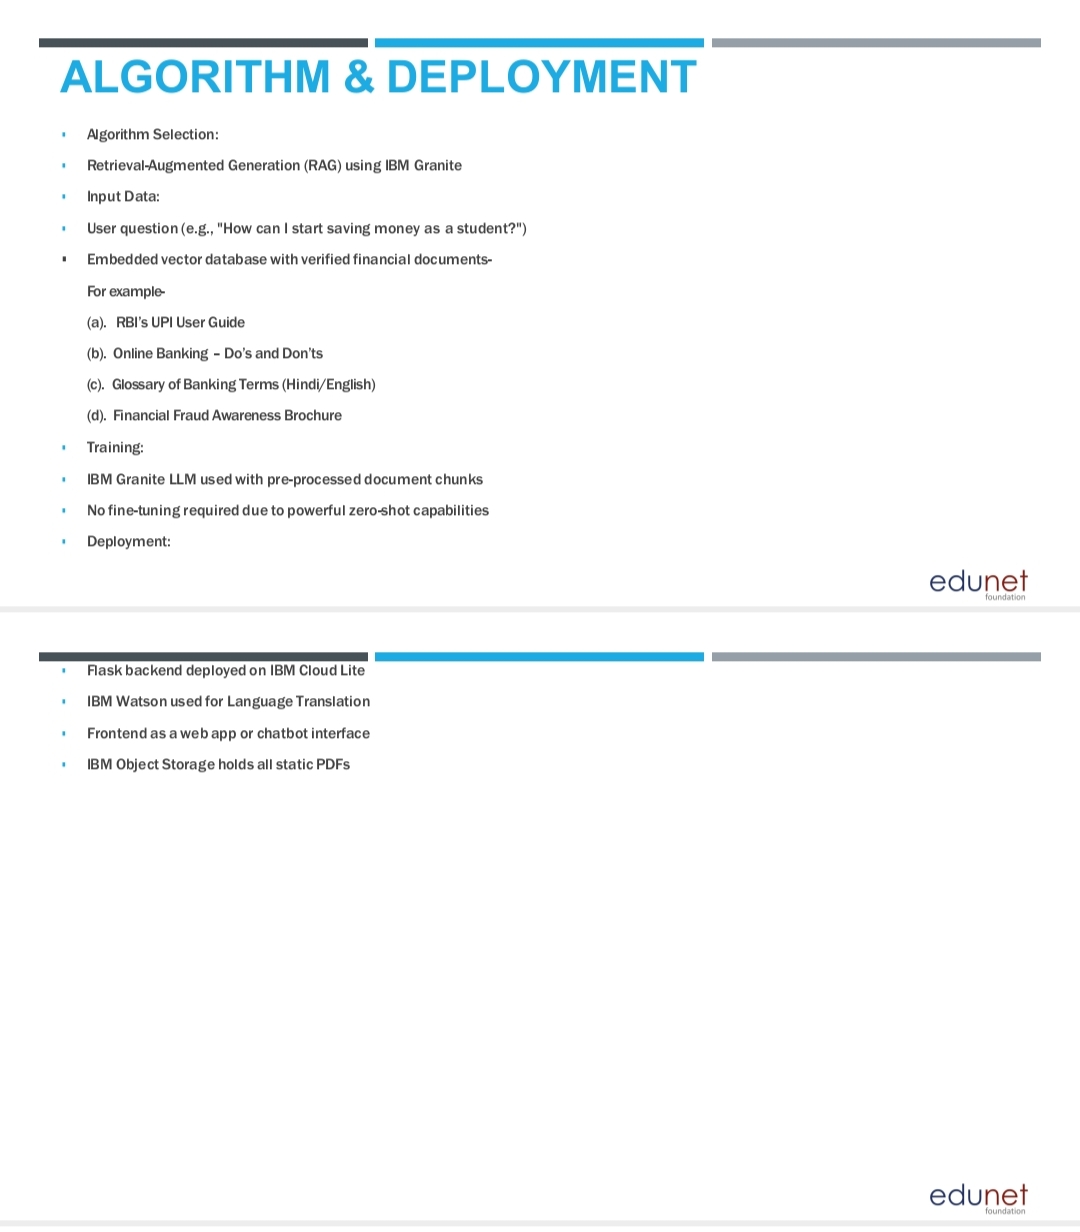 ALGORITHM & DEPLOYMENT
Algorithm Selection:
Retrieval-Augmented Generation (RAG) using IBM Granite
Input Data:
User question (e.g., "How can I start saving money as a student?")
Embedded vector database with verified financial documents-
For example-
(a). RBI's UPI User Guide
(b). Online Banking – Do's and Don'ts
(c). Glossary of Banking Terms (Hindi/English)
(d). Financial Fraud Awareness Brochure
Training:
IBM Granite LLM used with pre-processed document chunks
No fine-tuning required due to powerful zero-shot capabilities
Deployment:
edunet
foundation
Flask backend deployed on IBM Cloud Lite
IBM Watson used for Language Translation
Frontend as a web app or chatbot interface
IBM Object Storage holds all static PDFs
edunet
foundation